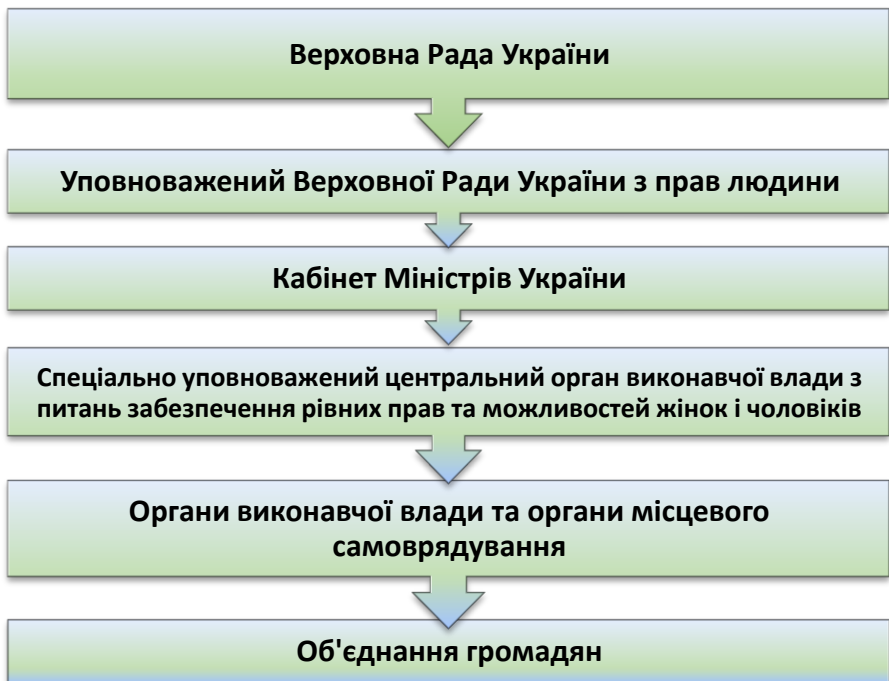 Верховна Рада України
Уповноважений Верховної Ради України з прав людини
Кабінет Міністрів України
Спеціально уповноважений центральний орган виконавчої влади з
питань забезпечення рівних прав та можливостей жінок і чоловіків
Органи виконавчої влади та органи місцевого
самоврядування
Об'єднання громадян